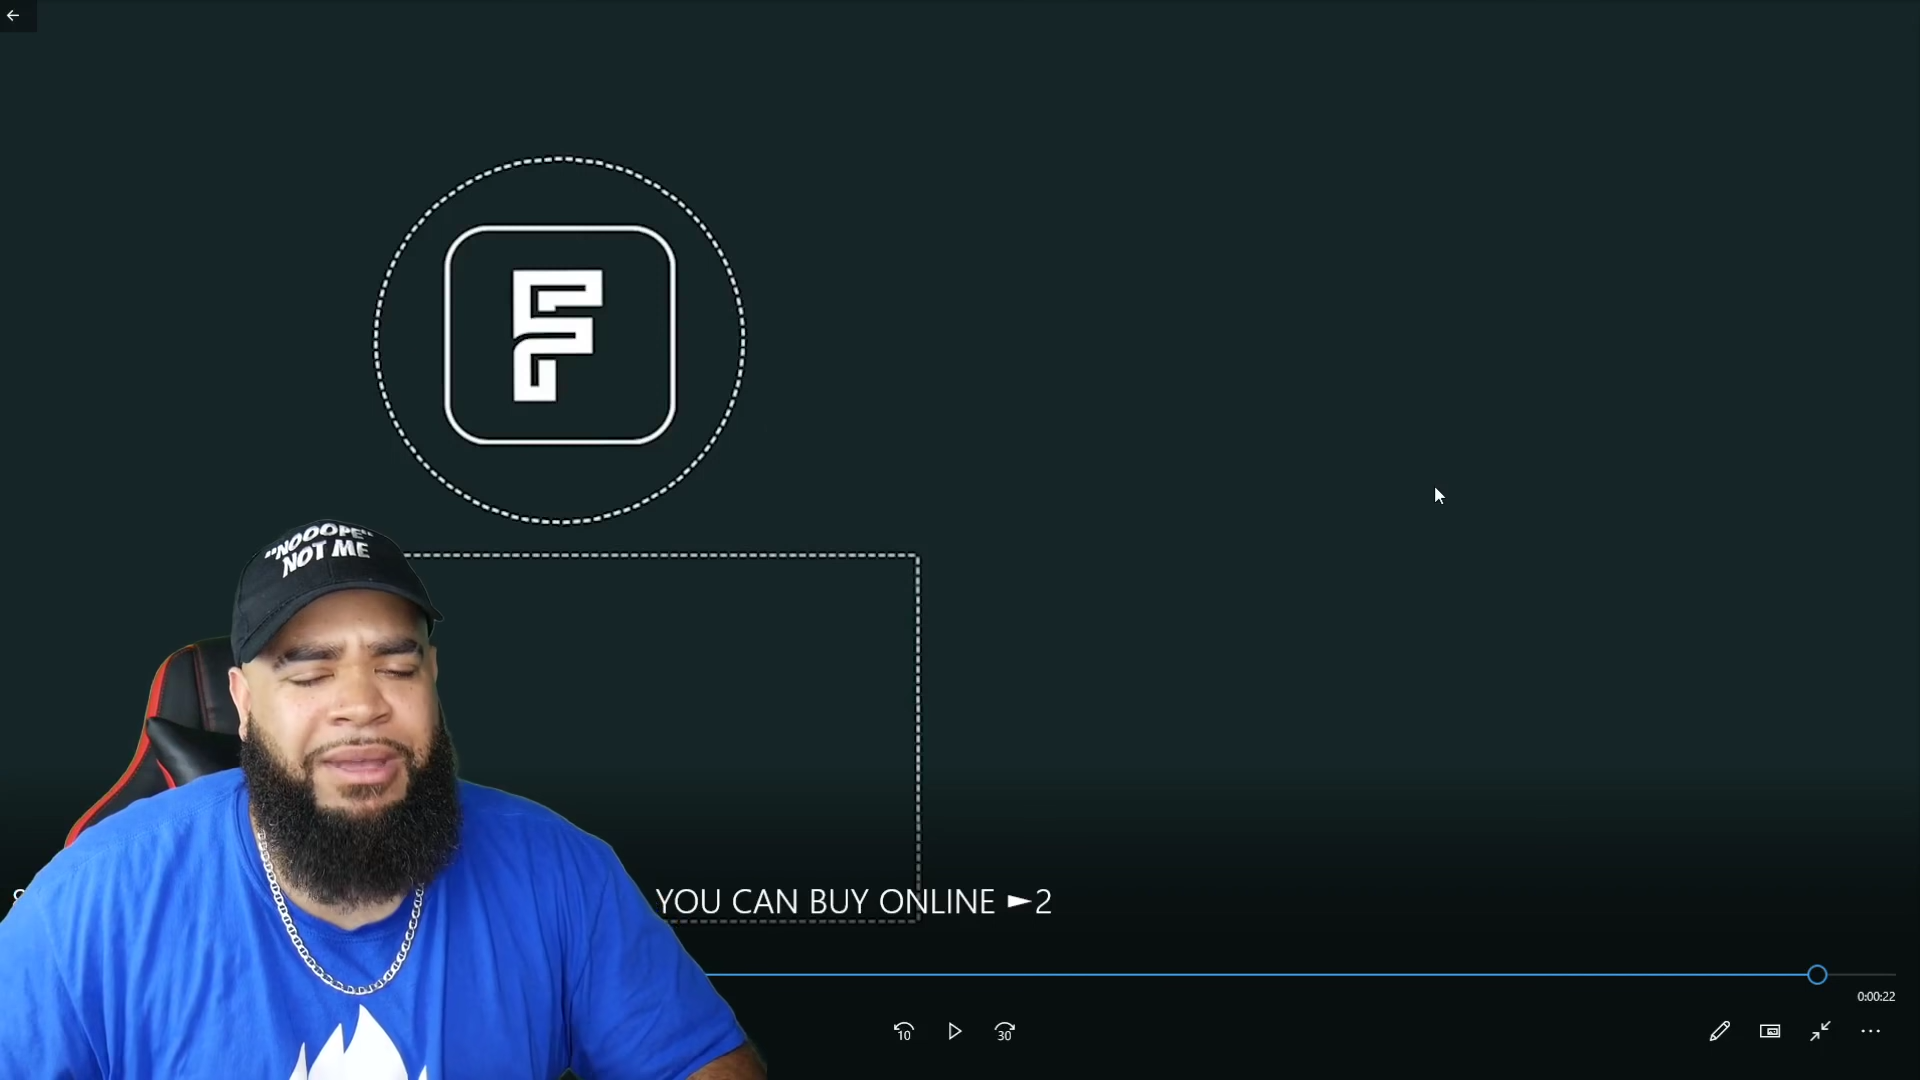 F
"NOOOPE"
NOT ME
YOU CAN BUY ONLINE ►2
0:00:22
10
30